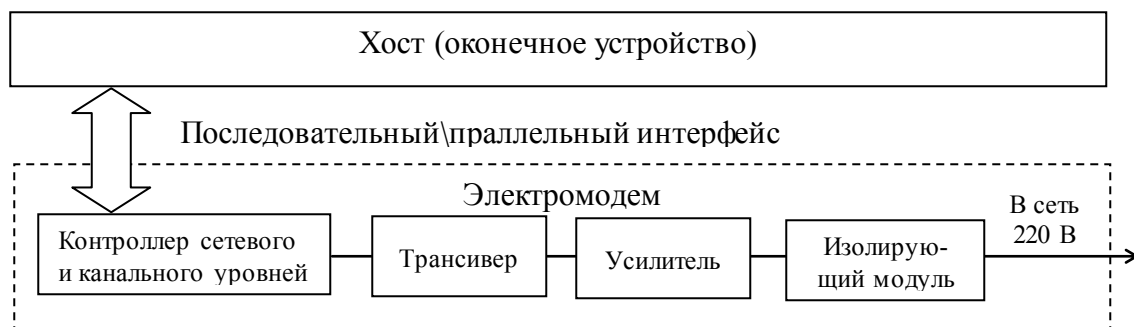 Хост (оконечное устройство)
Последовательный\праллельный интерфейс
Электромодем
В сеть
220 В
Контроллер сетевого
и канального уровней
Трансивер
Усилитель
Изолирую-
щий модуль